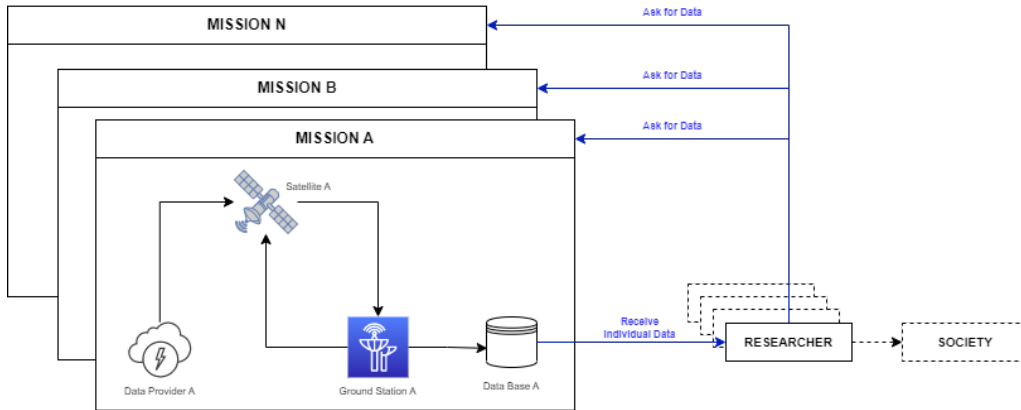 MISSION N
Ask for Data
MISSION B
Ask for Data
MISSION A
Ask for Data
Satellite A
Receive
Individual Data
RESEARCHER
SOCIETY
Data Provider A
Ground Station A
Data Base A